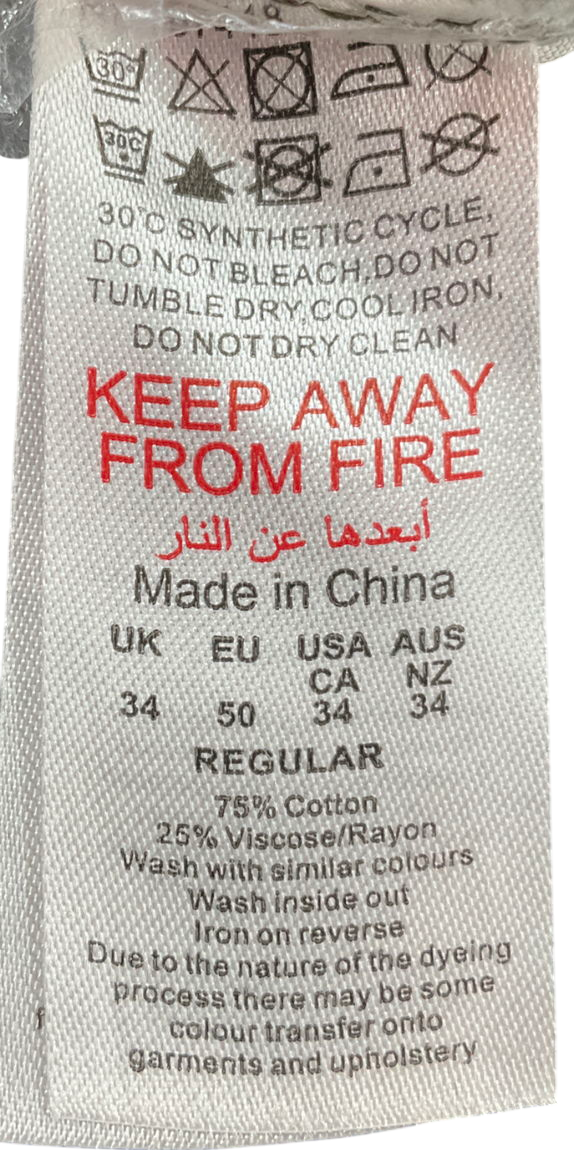 30°
30C
30°C SYNTHETIC CYCLE,
DO NOT BLEACH,DO NOT
TUMBLE DRY,COOL IRON,
DO NOT DRY CLEAN
KEEP AWAY
FROM FIRE
أبعدها عن النار
Made in China
UK EU USA AUS
CA NZ
34 50 34 34
REGULAR
75% Cotton
25% Viscose/Rayon
Wash with similar colours
Wash inside out
Iron on reverse
Due to the nature of the dyeing
process there may be some
colour transfer onto
garments and upholstery